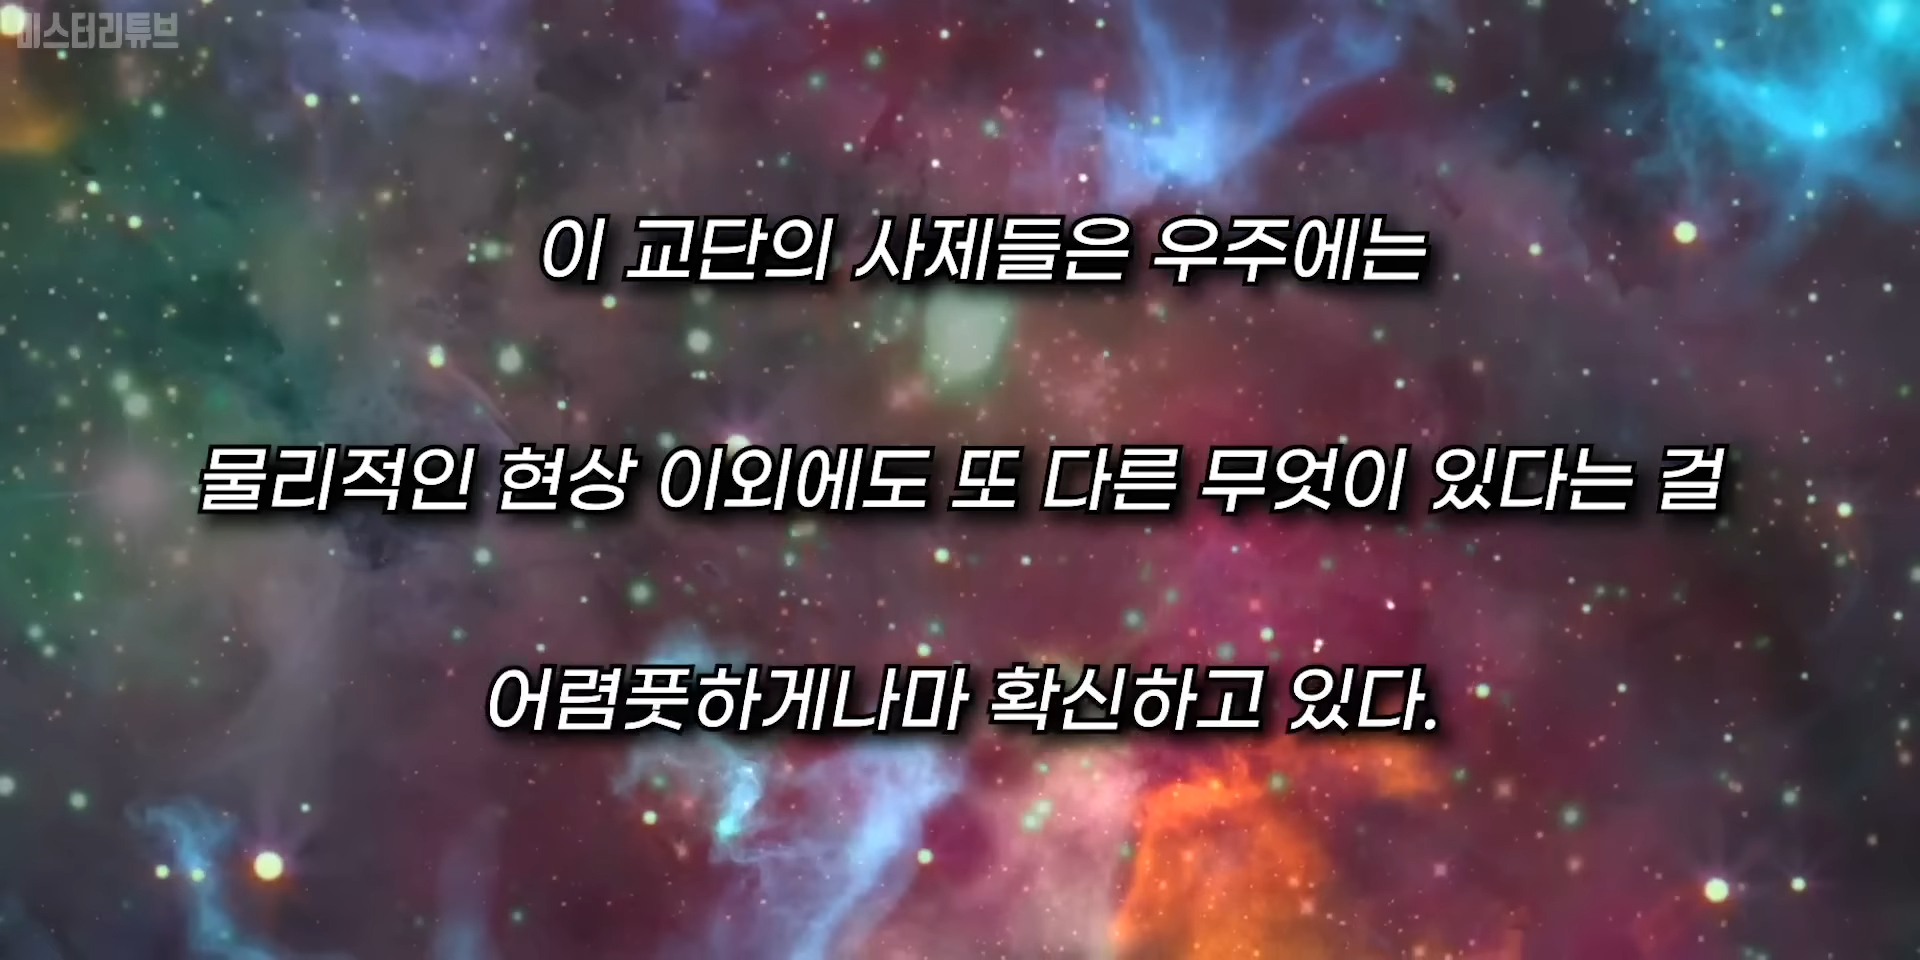 미스터리튜브
이 교단의 사제들은 우주에는
물리적인 현상 이외에도 또 다른 무엇이 있다는 걸
어렴풋하게나마 확신하고 있다.